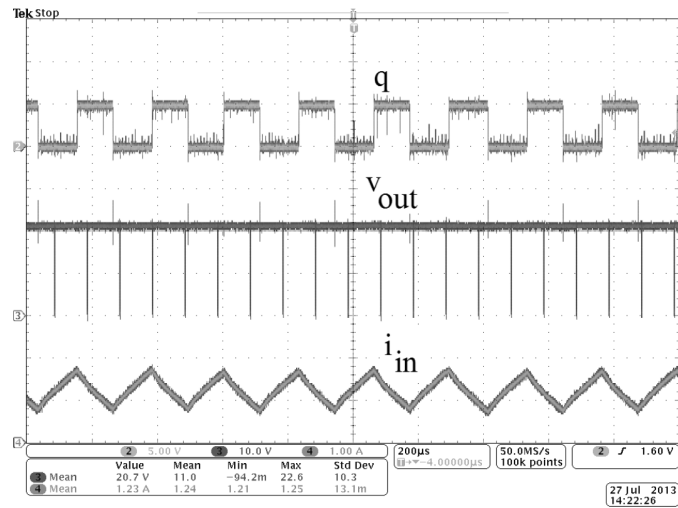 Tek Stop
q
v out
i in
2
3
4
2 5.00 V 3 10.0 V 4 1.00 A
200μs
−4.00000μs
50.0MS/s
100k points
2 1.60 V
Value Mean Min Max Std Dev
3 Mean 20.7 V 11.0 −94.2m 22.6 10.3
4 Mean 1.23 A 1.24 1.21 1.25 13.1m
27 Jul 2013
14:22:26